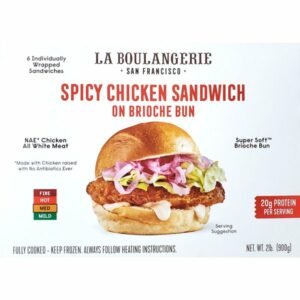 6 Individually
Wrapped
Sandwiches
LA BOULANGERIE
• SAN FRANCISCO •
SPICY CHICKEN SANDWICH
ON BRIOCHE BUN
NAE* Chicken
All White Meat
*Made with Chicken raised
with No Antibiotics Ever
Super Soft™
Brioche Bun
FIRE
HOT
MED
MILD
20g PROTEIN
PER SERVING
Serving
Suggestion
FULLY COOKED - KEEP FROZEN. ALWAYS FOLLOW HEATING INSTRUCTIONS.
NET. WT. 2LB. (900g)